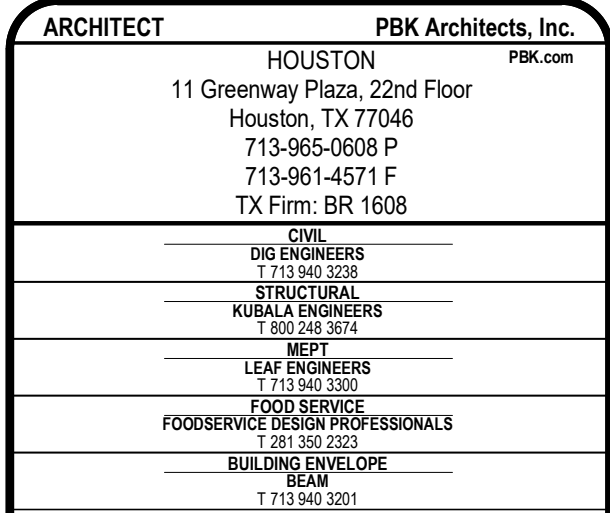 ARCHITECT PBK Architects, Inc.
HOUSTON PBK.com
11 Greenway Plaza, 22nd Floor
Houston, TX 77046
713-965-0608 P
713-961-4571 F
TX Firm: BR 1608
CIVIL
DIG ENGINEERS
T 713 940 3238
STRUCTURAL
KUBALA ENGINEERS
T 800 248 3674
MEPT
LEAF ENGINEERS
T 713 940 3300
FOOD SERVICE
FOODSERVICE DESIGN PROFESSIONALS
T 281 350 2323
BUILDING ENVELOPE
BEAM
T 713 940 3201